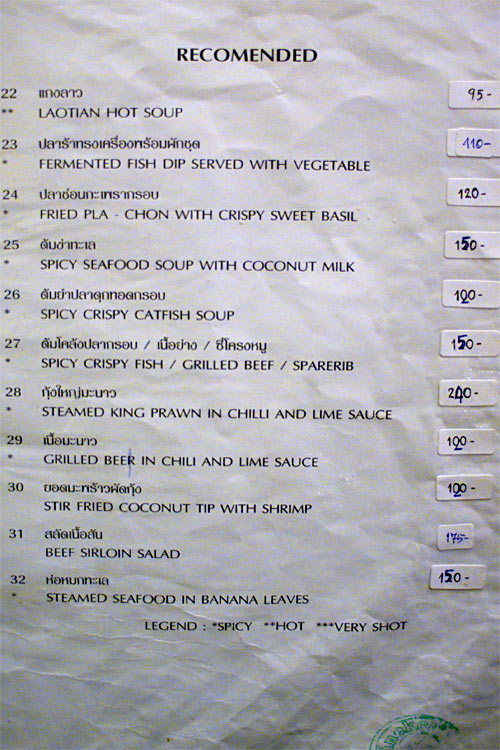 RECOMENDED
22 แกงลาว 95-
** LAOTIAN HOT SOUP
23 ปลาร้าทรงเครื่องพร้อมผักชุด 110-
* FERMENTED FISH DIP SERVED WITH VEGETABLE
24 ปลาช่อนกะเพรากรอบ 120-
* FRIED PLA - CHON WITH CRISPY SWEET BASIL
25 ต้มข่าทะเล 150-
* SPICY SEAFOOD SOUP WITH COCONUT MILK
26 ต้มยำปลาดุกทอดกรอบ 120-
* SPICY CRISPY CATFISH SOUP
27 ต้มโคล้งปลากรอบ / เนื้อย่าง / ซี่โครงหมู 150-
* SPICY CRISPY FISH / GRILLED BEEF / SPARERIB
28 กุ้งใหญ่มะนาว 240-
* STEAMED KING PRAWN IN CHILLI AND LIME SAUCE
29 เนื้อมะนาว 120-
* GRILLED BEER IN CHILI AND LIME SAUCE
30 ยอดมะพร้าวผัดกุ้ง 120-
STIR FRIED COCONUT TIP WITH SHRIMP
31 สลัดเนื้อสัน 175-
BEEF SIRLOIN SALAD
32 ห่อหมกทะเล 150-
* STEAMED SEAFOOD IN BANANA LEAVES
LEGEND : *SPICY **HOT ***VERY SHOT